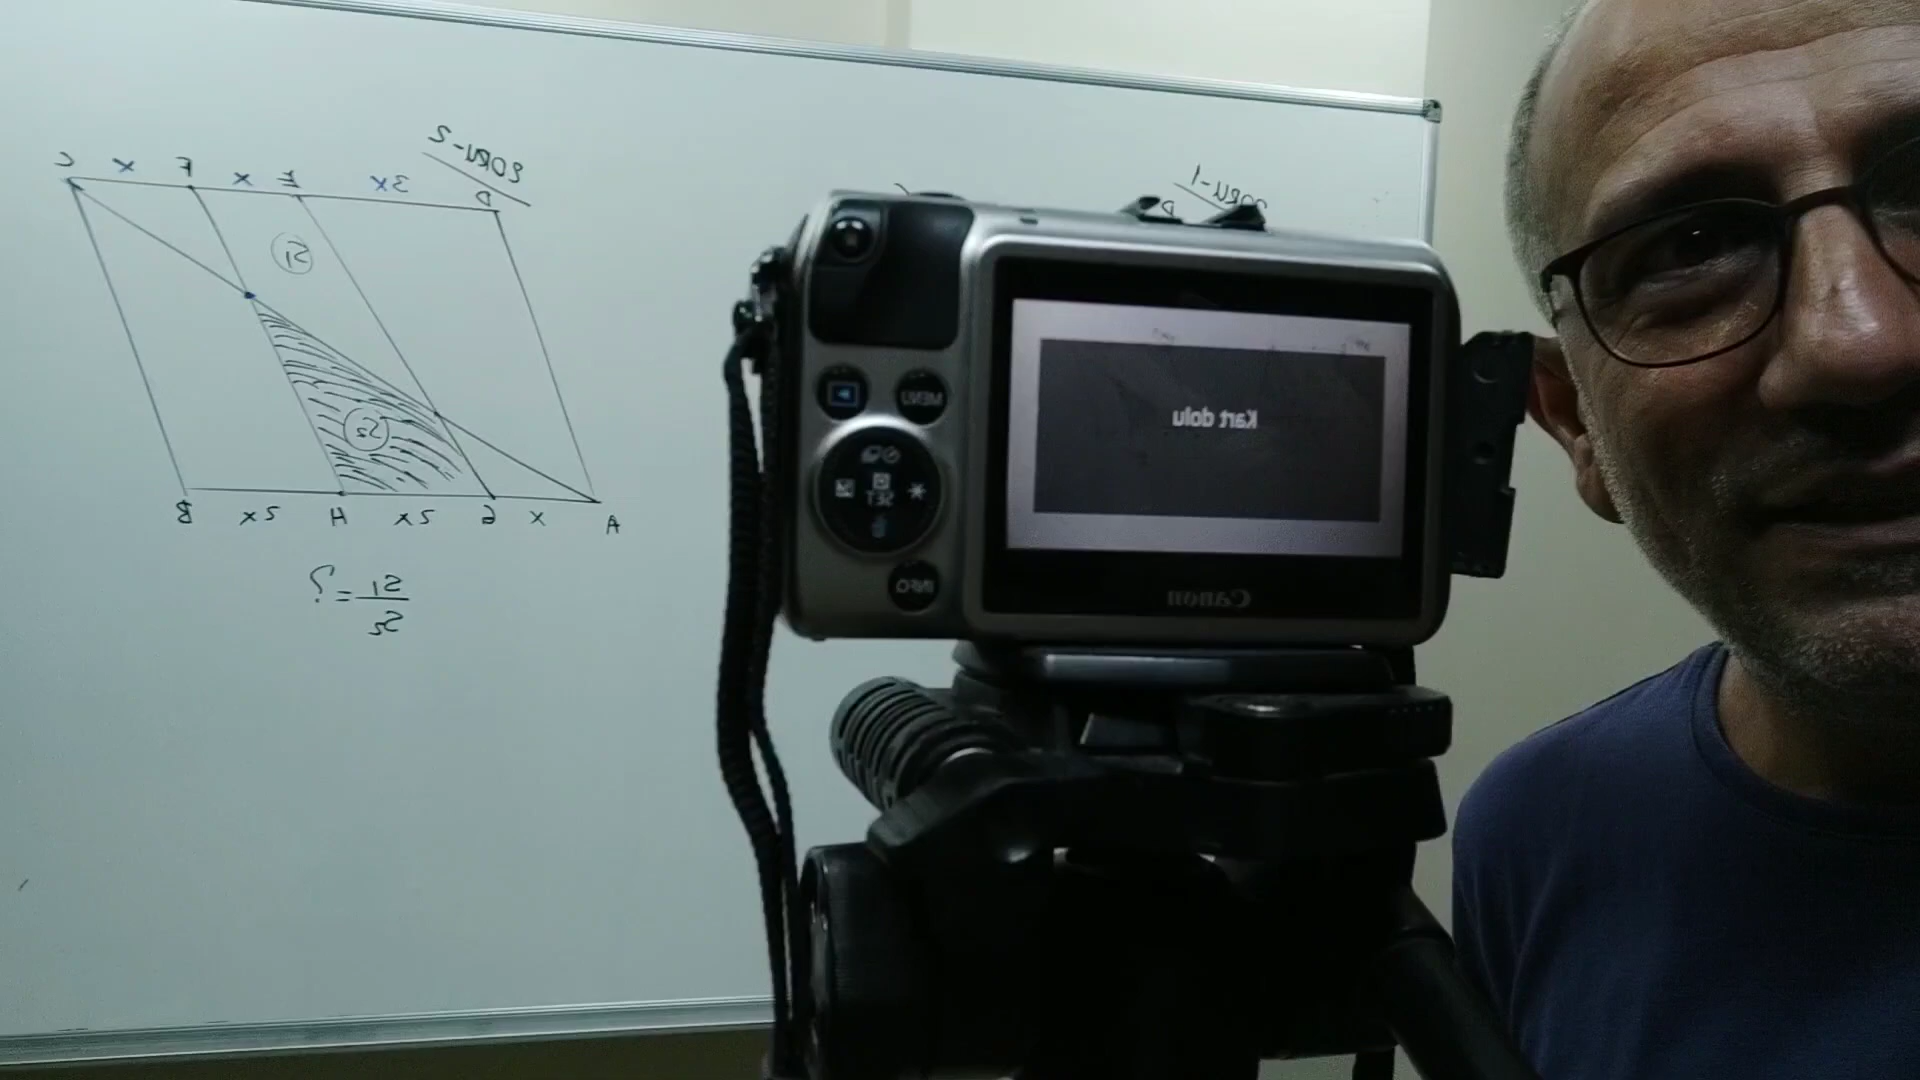 SORU-2
D 3x E x F x C
S1
S2
A x G 2x H 2x B
S1/S2 = ?
SORU-1
D
Kart dolu
MENU
SET
INFO
Canon